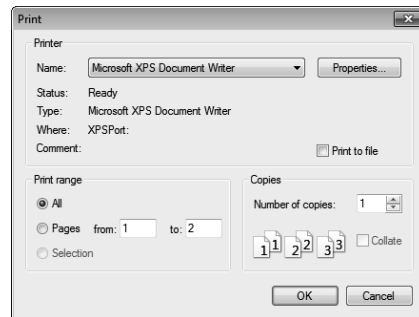 Print
Printer
Name: Microsoft XPS Document Writer Properties...
Status: Ready
Type: Microsoft XPS Document Writer
Where: XPSPort:
Comment: Print to file
Print range
All
Pages from: 1 to: 2
Selection
Copies
Number of copies: 1
1 1 2 2 3 3 Collate
OK Cancel